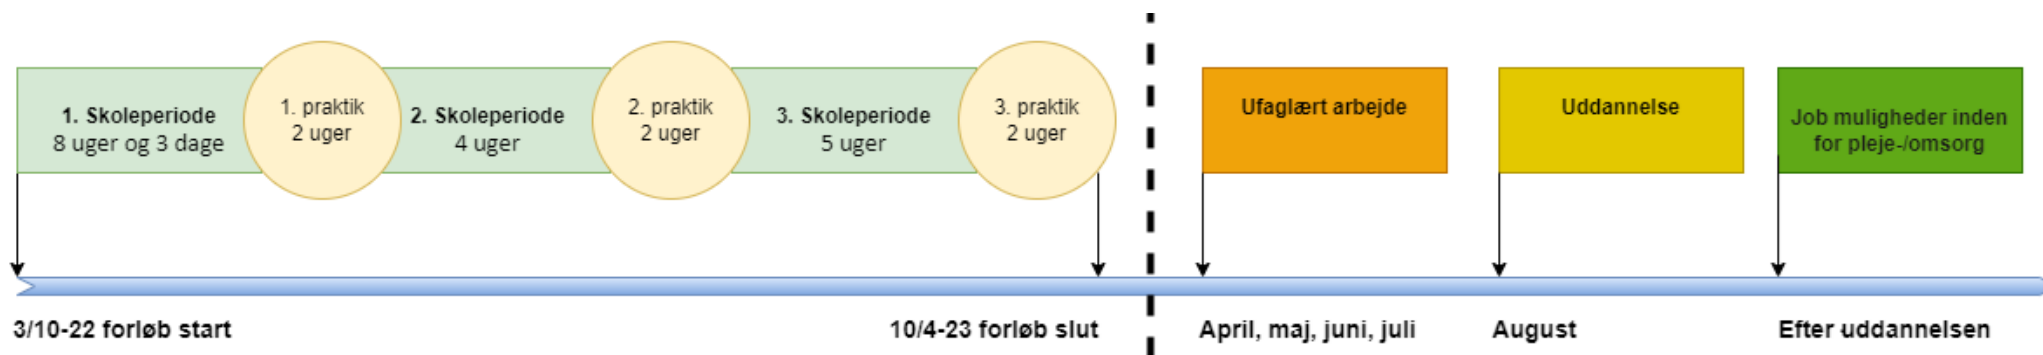 1. Skoleperiode
8 uger og 3 dage
1. praktik
2 uger
2. Skoleperiode
4 uger
2. praktik
2 uger
3. Skoleperiode
5 uger
3. praktik
2 uger
Ufaglært arbejde
Uddannelse
Job muligheder inden
for pleje-/omsorg
3/10-22 forløb start
10/4-23 forløb slut
April, maj, juni, juli
August
Efter uddannelsen